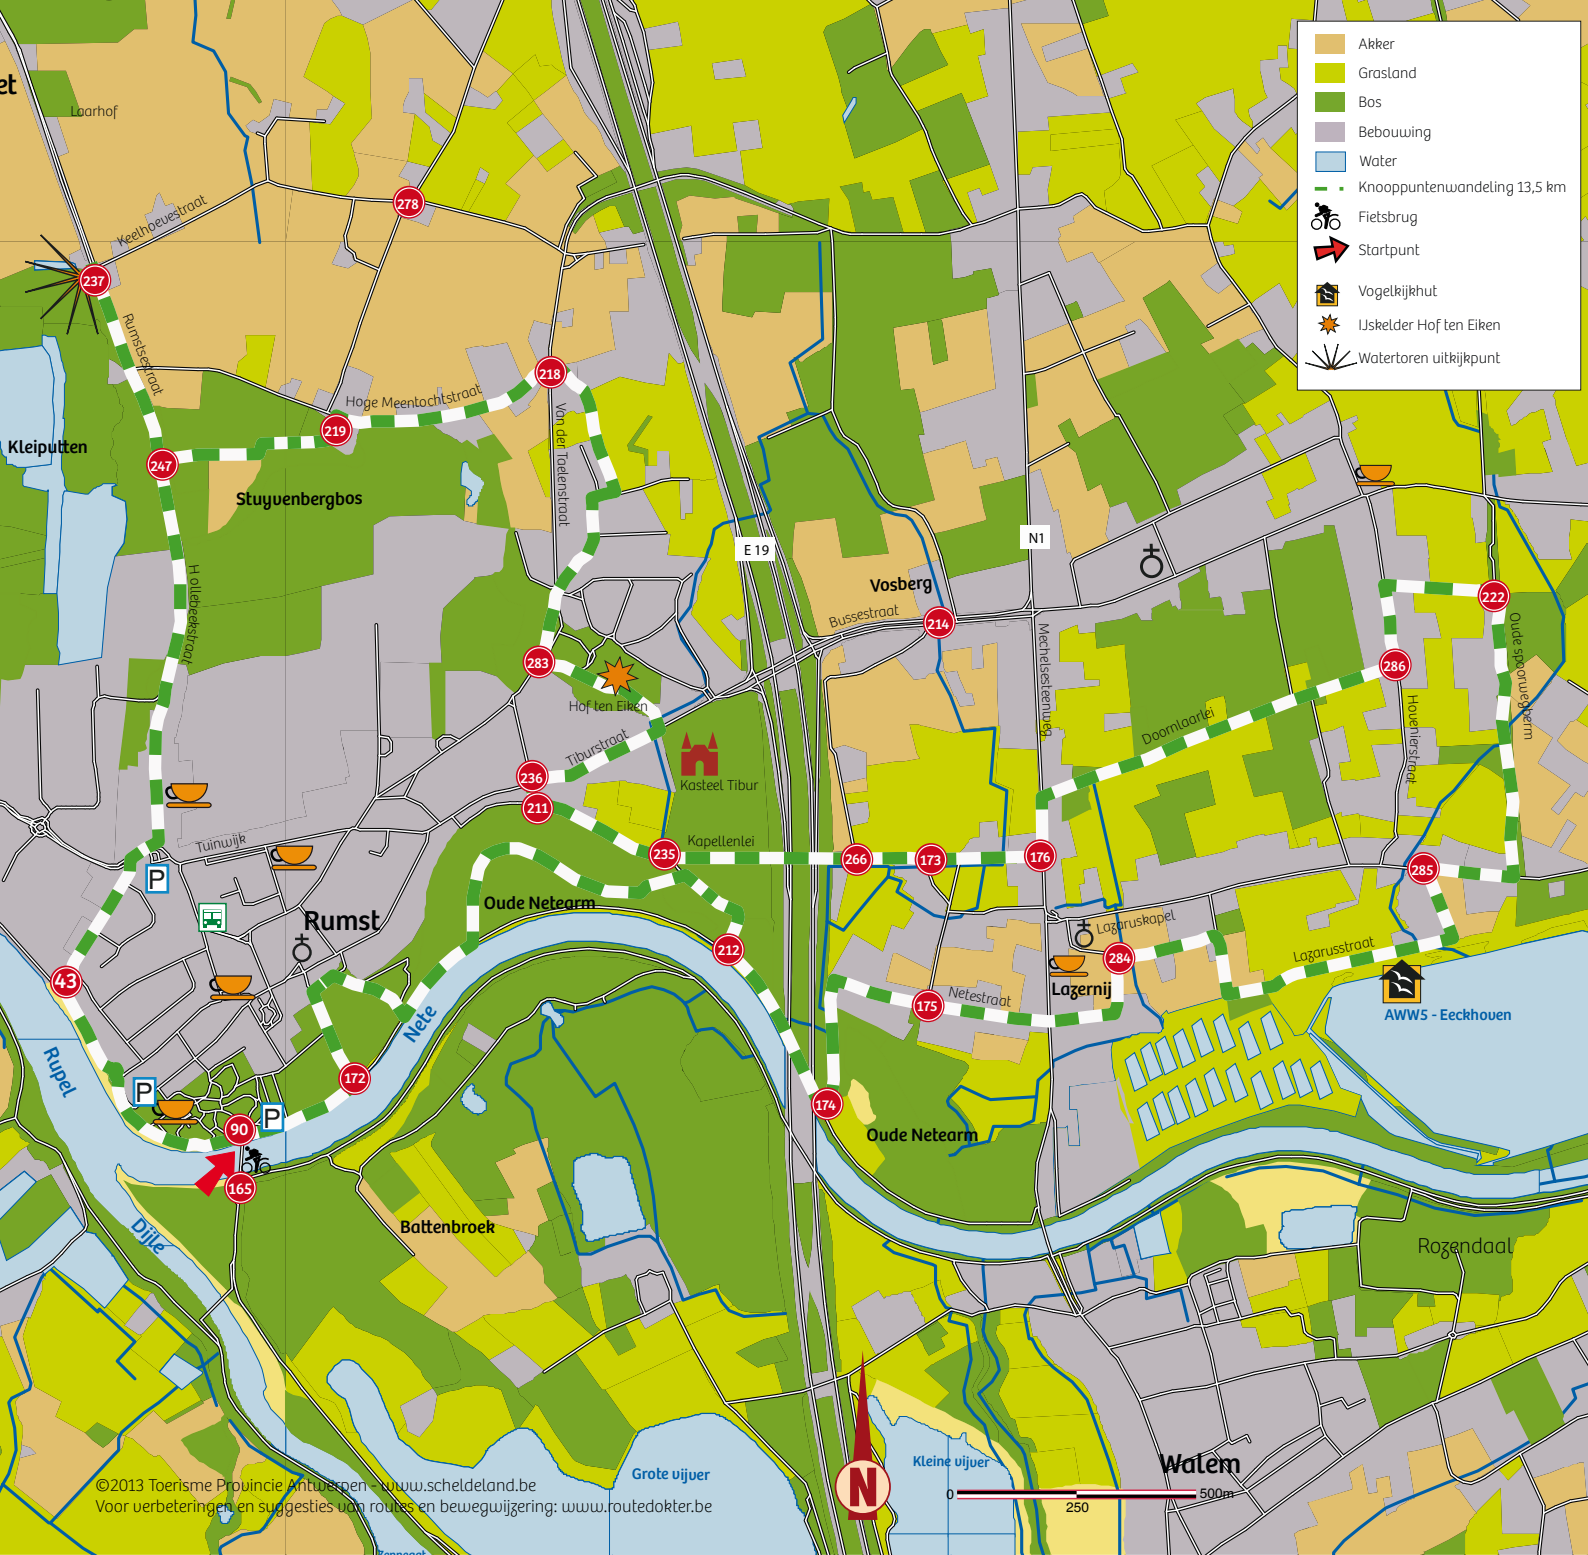 et
Laarhof
Akker
Grasland
Bos
Bebouwing
Water
Knooppuntenwandeling 13,5 km
Fietsbrug
Startpunt
Vogelkijkhut
IJskelder Hof ten Eiken
Watertoren uitkijkpunt
278
Keelhoevestraat
237
Rumstsestraat
218
Hoge Meentochtstraat
219
Kleiputten
247
Stuyvenbergbos
Van der Taelenstraat
E 19
N1
Hollebeekstraat
Vosberg
Bussestraat
214
222
Mechelsesteenweg
Oude spoorwegberm
283
286
Hof ten Eiken
Hovenierstraat
Doornlaarlei
Tiburstraat
236
Kasteel Tibur
211
Tuinwijk
Kapellenlei
235
266
173
176
285
P
Oude Netearm
Rumst
Lazaruskapel
212
284
Lazarusstraat
43
Lazernij
Netestraat
175
AWW5 - Eeckhoven
Nete
Rupel
172
P
174
P
90
Oude Netearm
165
Battenbroek
Dijle
Rozendaal
Walem
Kleine vijver
Grote vijver
N
0
250
500m
©2013 Toerisme Provincie Antwerpen - www.scheldeland.be
Voor verbeteringen en suggesties van routes en bewegwijzering: www.routedokter.be